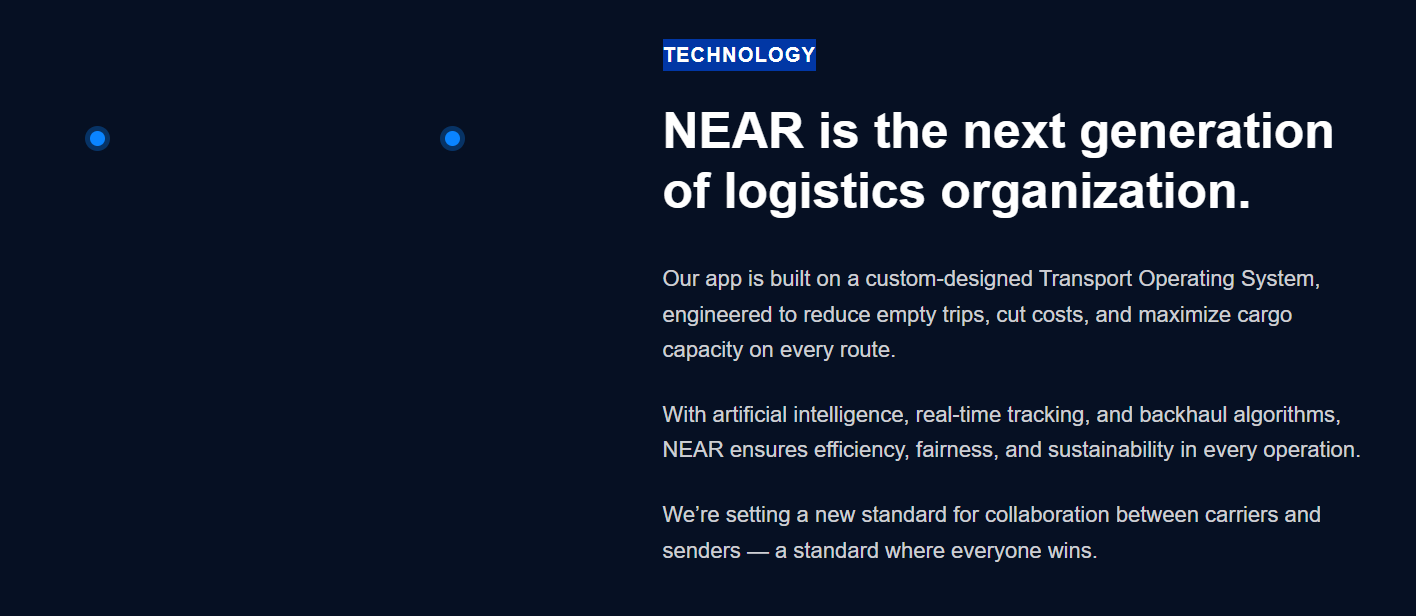 TECHNOLOGY
NEAR is the next generation
of logistics organization.
Our app is built on a custom-designed Transport Operating System,
engineered to reduce empty trips, cut costs, and maximize cargo
capacity on every route.
With artificial intelligence, real-time tracking, and backhaul algorithms,
NEAR ensures efficiency, fairness, and sustainability in every operation.
We’re setting a new standard for collaboration between carriers and
senders — a standard where everyone wins.